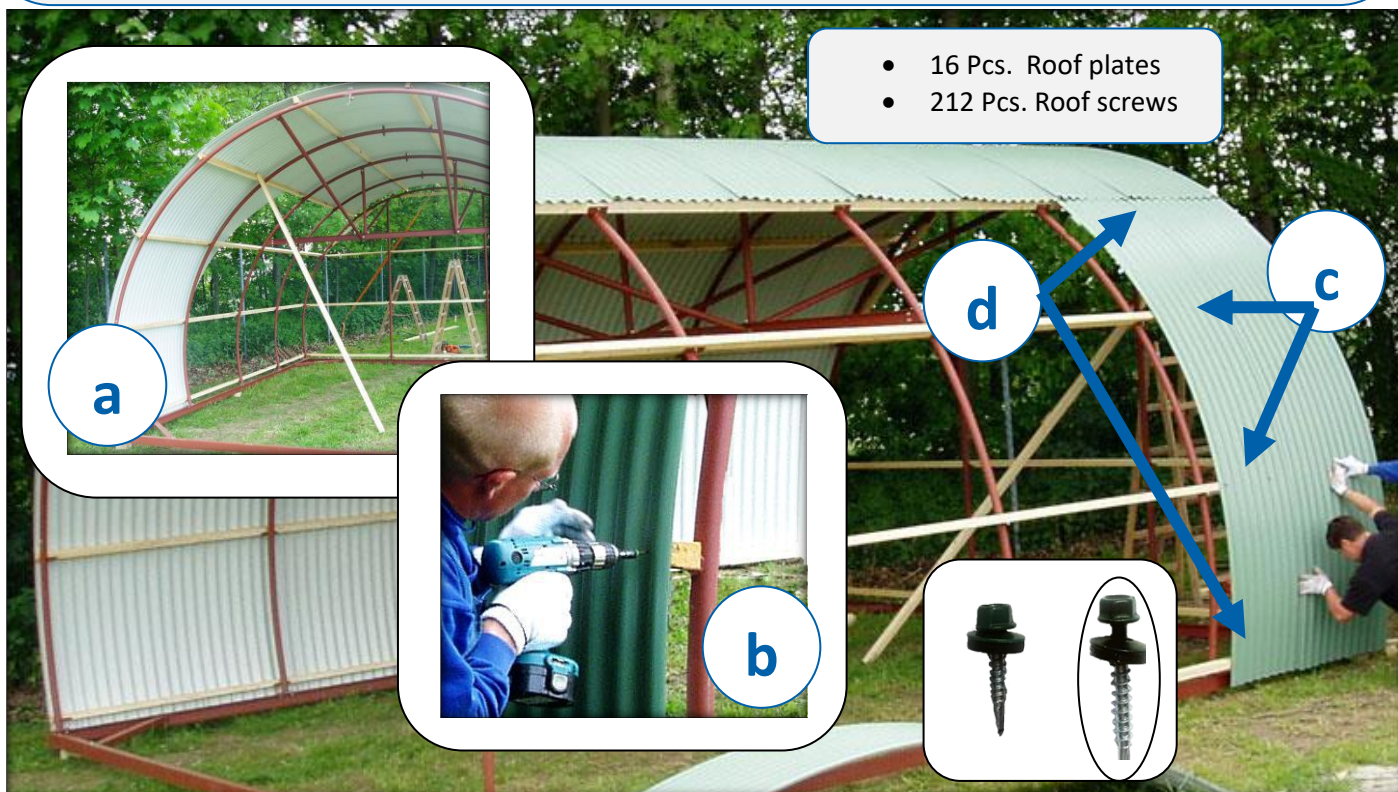 • 16 Pcs. Roof plates
• 212 Pcs. Roof screws
d
c
a
b